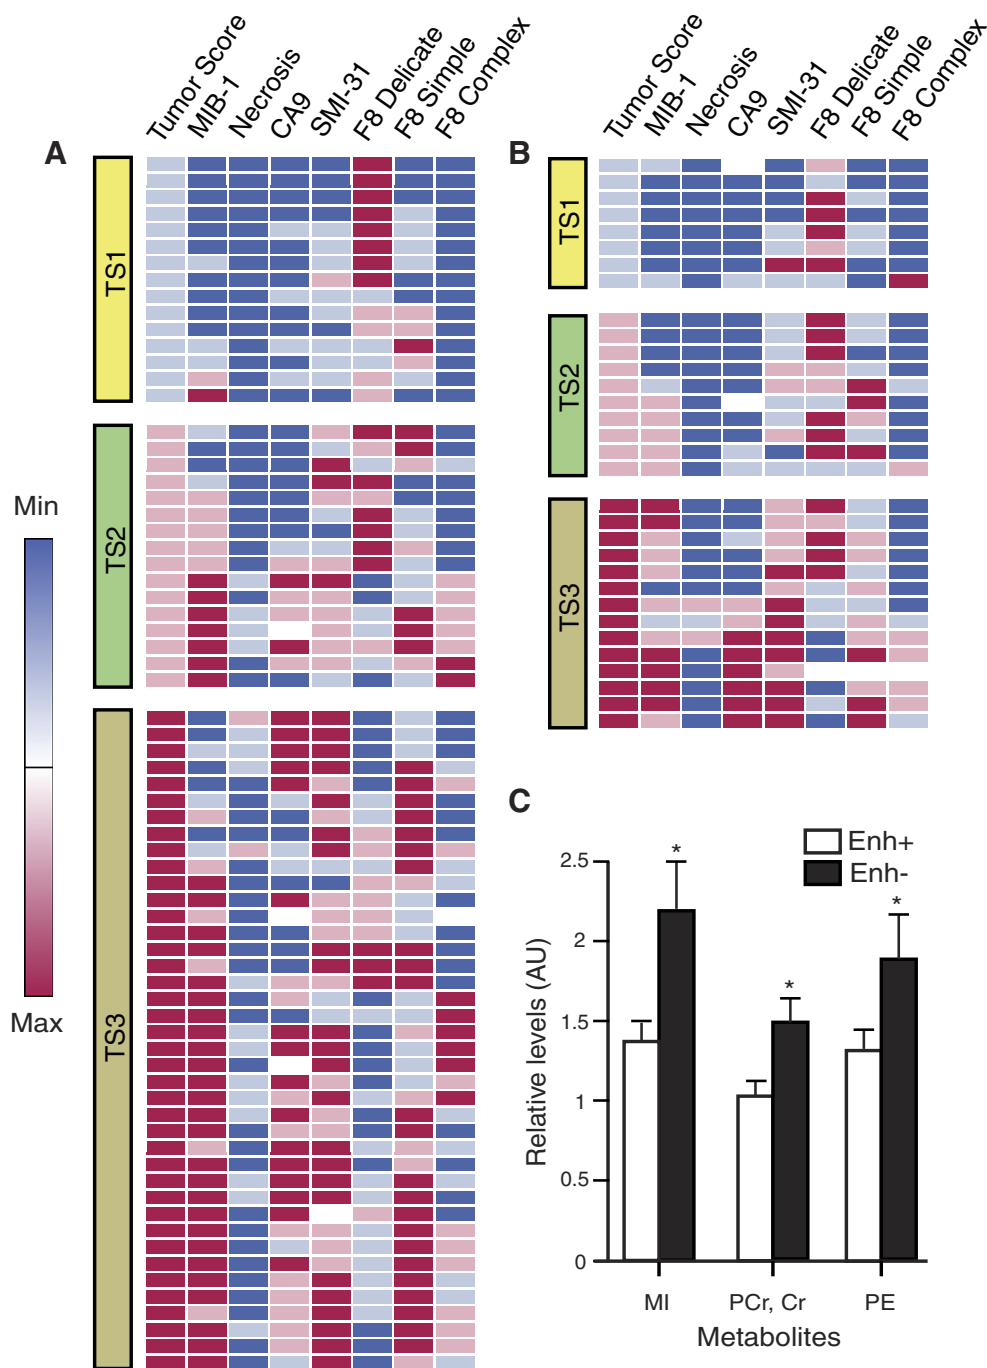 A
Tumor Score
MIB-1
Necrosis
CA9
SMI-31
F8 Delicate
F8 Simple
F8 Complex
TS1
TS2
TS3
Min
Max
B
Tumor Score
MIB-1
Necrosis
CA9
SMI-31
F8 Delicate
F8 Simple
F8 Complex
TS1
TS2
TS3
C
Enh+
Enh-
Relative levels (AU)
2.5
2
1.5
1
0.5
0
*
*
*
MI
PCr, Cr
PE
Metabolites